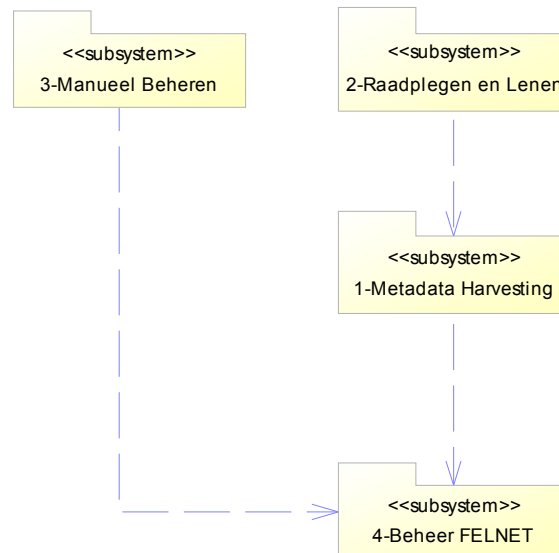 <<subsystem>>
3-Manueel Beheren
<<subsystem>>
2-Raadplegen en Lenen
<<subsystem>>
1-Metadata Harvesting
<<subsystem>>
4-Beheer FELNET